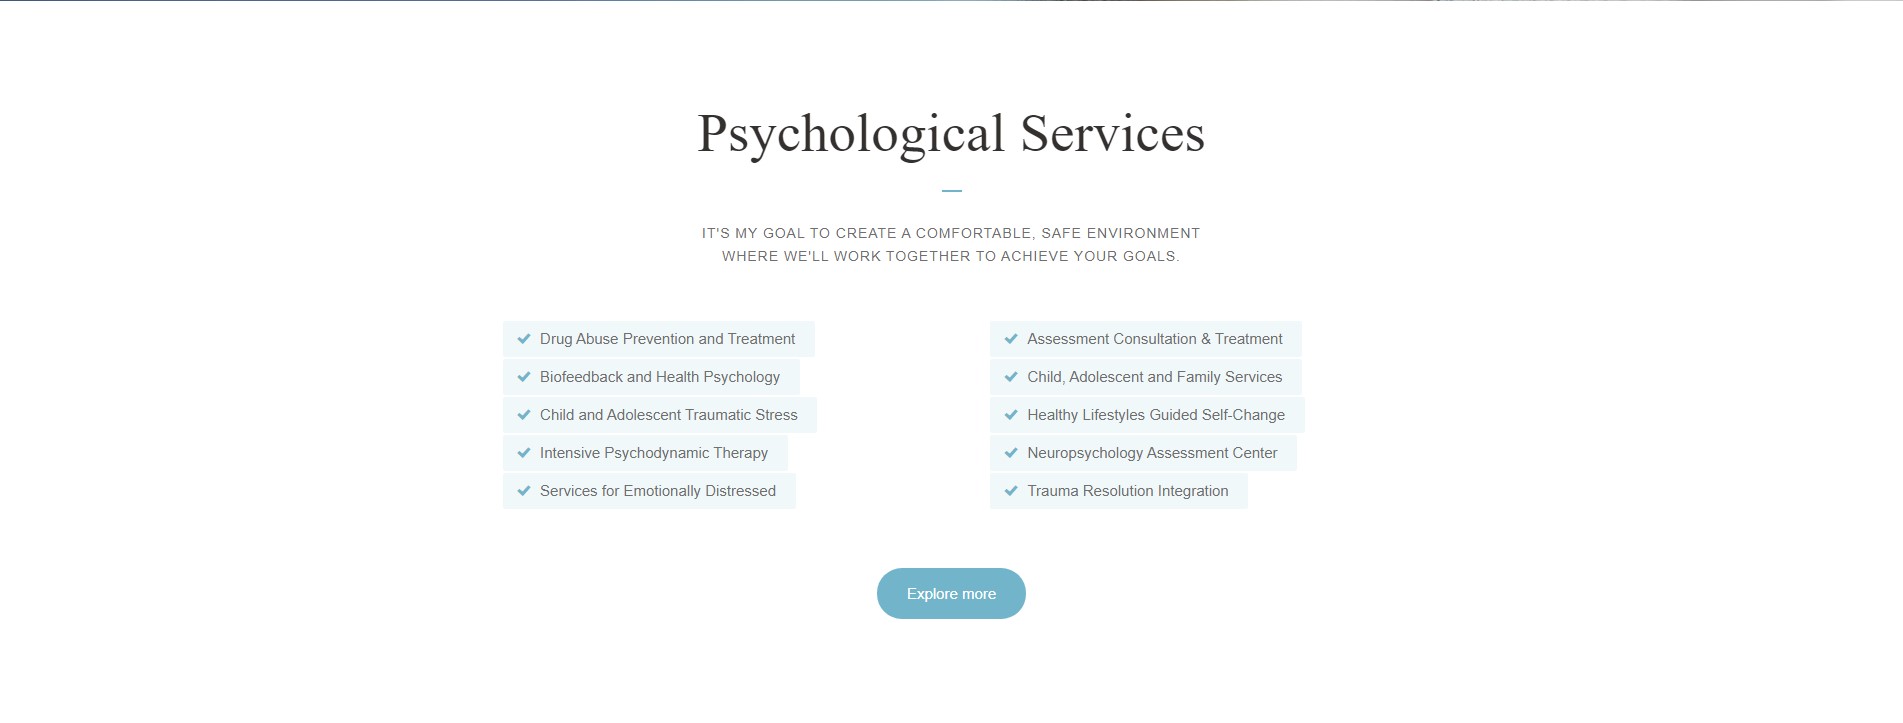 Psychological Services
IT'S MY GOAL TO CREATE A COMFORTABLE, SAFE ENVIRONMENT
WHERE WE'LL WORK TOGETHER TO ACHIEVE YOUR GOALS.
Drug Abuse Prevention and Treatment
Biofeedback and Health Psychology
Child and Adolescent Traumatic Stress
Intensive Psychodynamic Therapy
Services for Emotionally Distressed
Assessment Consultation & Treatment
Child, Adolescent and Family Services
Healthy Lifestyles Guided Self-Change
Neuropsychology Assessment Center
Trauma Resolution Integration
Explore more